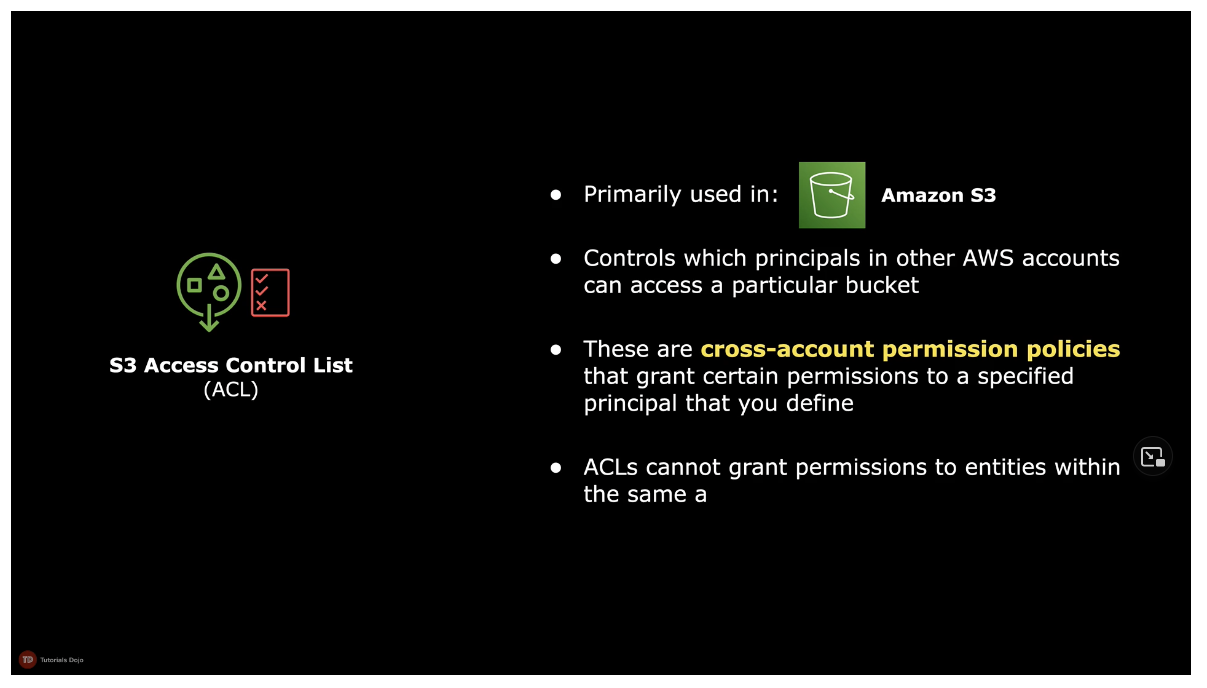 ● Primarily used in: Amazon S3
● Controls which principals in other AWS accounts
can access a particular bucket
● These are cross-account permission policies
that grant certain permissions to a specified
principal that you define
● ACLs cannot grant permissions to entities within
the same a
S3 Access Control List
(ACL)
TD Tutorials Dojo